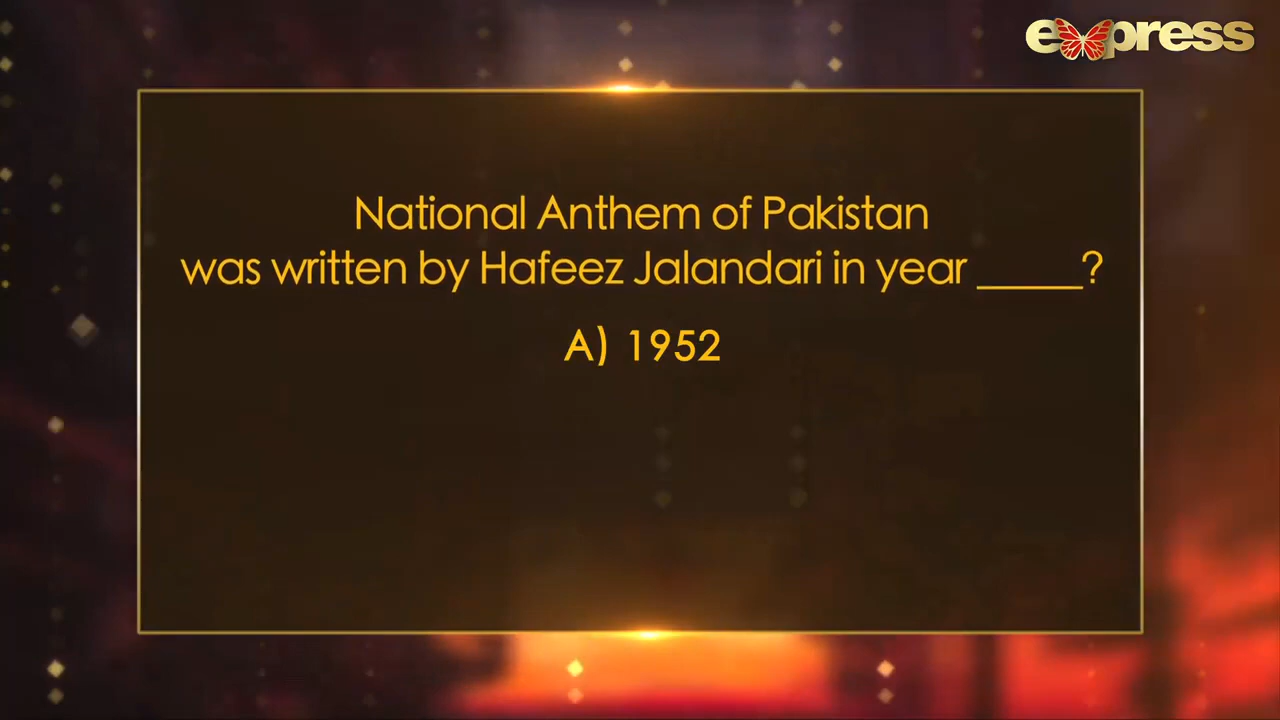 express
National Anthem of Pakistan
was written by Hafeez Jalandari in year _____?
A) 1952